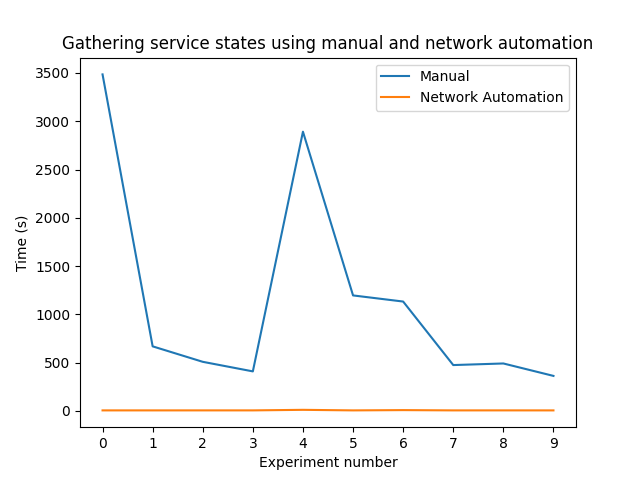 Gathering service states using manual and network automation
Manual
Network Automation
3500
3000
2500
2000
1500
1000
500
0
Time (s)
0 1 2 3 4 5 6 7 8 9
Experiment number